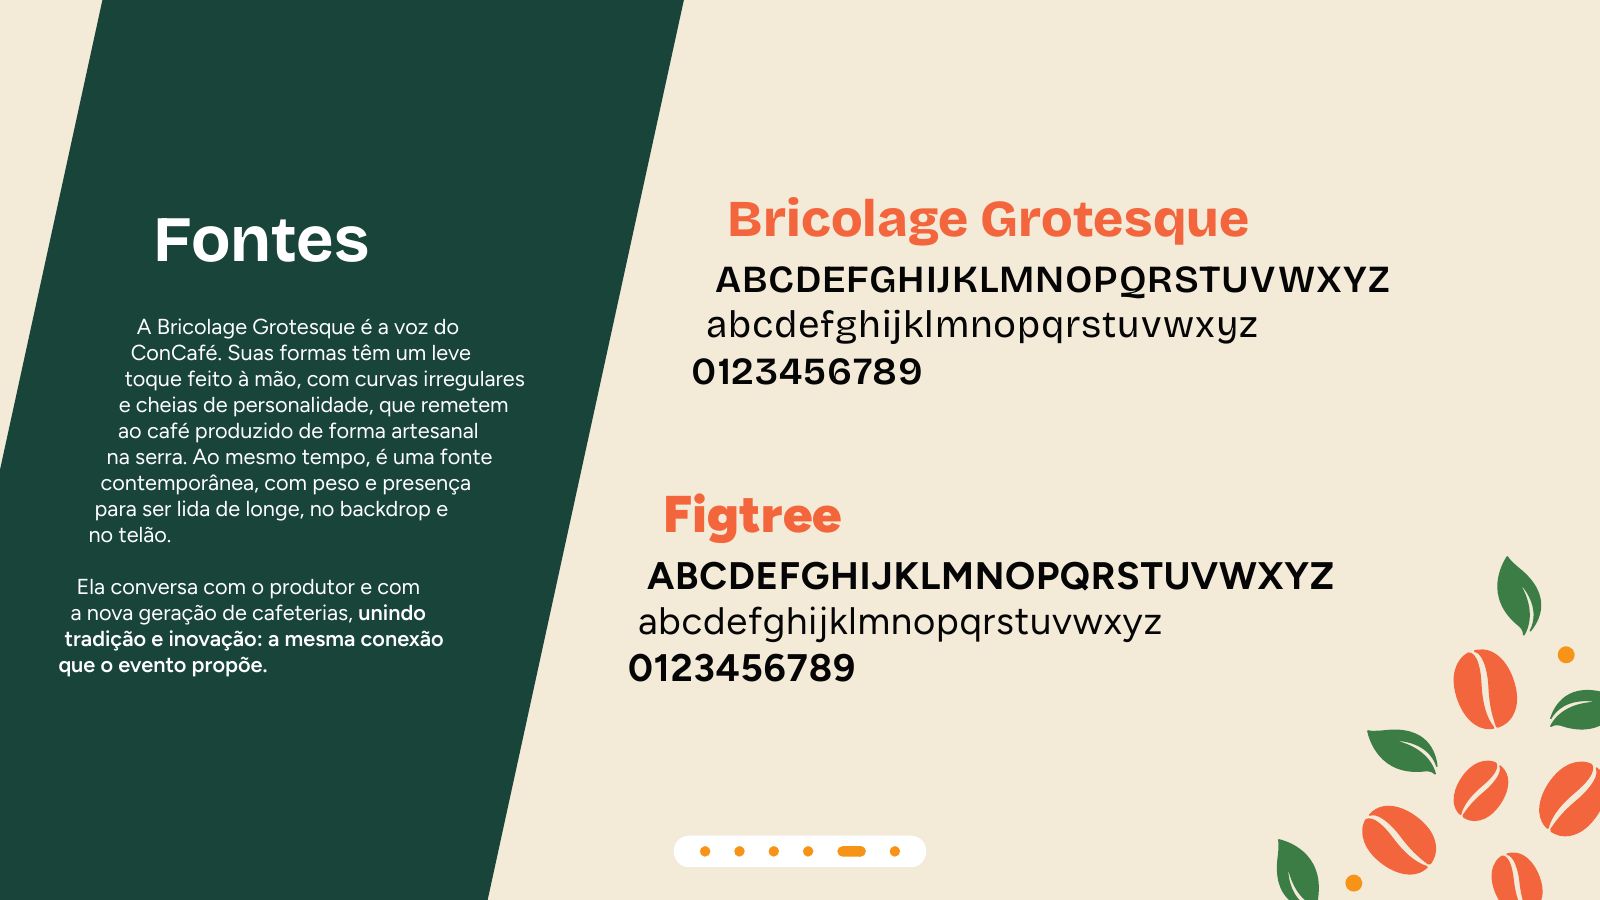 Fontes
A Bricolage Grotesque é a voz do
ConCafé. Suas formas têm um leve
toque feito à mão, com curvas irregulares
e cheias de personalidade, que remetem
ao café produzido de forma artesanal
na serra. Ao mesmo tempo, é uma fonte
contemporânea, com peso e presença
para ser lida de longe, no backdrop e
no telão.
Ela conversa com o produtor e com
a nova geração de cafeterias, unindo
tradição e inovação: a mesma conexão
que o evento propõe.
Bricolage Grotesque
ABCDEFGHIJKLMNOPQRSTUVWXYZ
abcdefghijklmnopqrstuvwxyz
0123456789
Figtree
ABCDEFGHIJKLMNOPQRSTUVWXYZ
abcdefghijklmnopqrstuvwxyz
0123456789